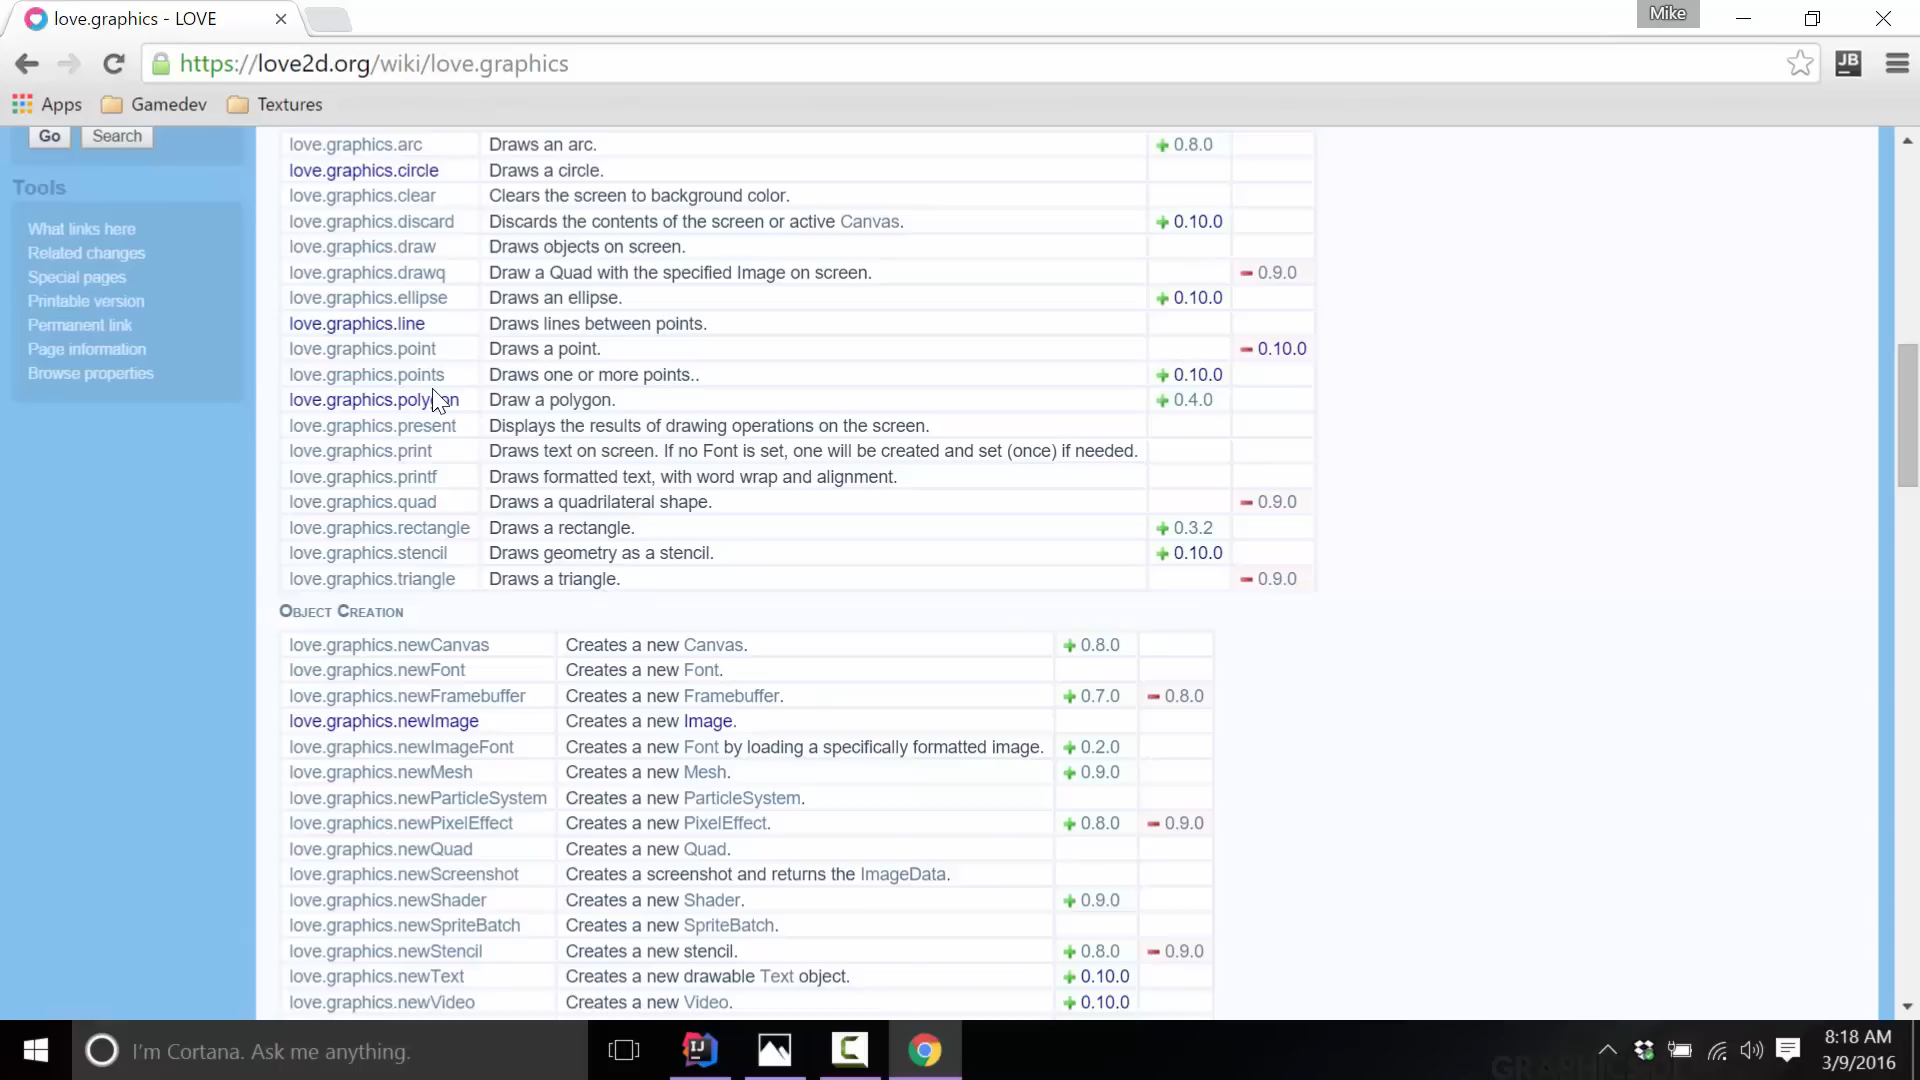 love.graphics - LOVE
Mike
https://love2d.org/wiki/love.graphics
JB
Apps Gamedev Textures
Go Search
Tools
What links here
Related changes
Special pages
Printable version
Permanent link
Page information
Browse properties
love.graphics.arc Draws an arc. 0.8.0
love.graphics.circle Draws a circle.
love.graphics.clear Clears the screen to background color.
love.graphics.discard Discards the contents of the screen or active Canvas. 0.10.0
love.graphics.draw Draws objects on screen.
love.graphics.drawq Draw a Quad with the specified Image on screen. 0.9.0
love.graphics.ellipse Draws an ellipse. 0.10.0
love.graphics.line Draws lines between points.
love.graphics.point Draws a point. 0.10.0
love.graphics.points Draws one or more points.. 0.10.0
love.graphics.polygon Draw a polygon. 0.4.0
love.graphics.present Displays the results of drawing operations on the screen.
love.graphics.print Draws text on screen. If no Font is set, one will be created and set (once) if needed.
love.graphics.printf Draws formatted text, with word wrap and alignment.
love.graphics.quad Draws a quadrilateral shape. 0.9.0
love.graphics.rectangle Draws a rectangle. 0.3.2
love.graphics.stencil Draws geometry as a stencil. 0.10.0
love.graphics.triangle Draws a triangle. 0.9.0
Object Creation
love.graphics.newCanvas Creates a new Canvas. 0.8.0
love.graphics.newFont Creates a new Font.
love.graphics.newFramebuffer Creates a new Framebuffer. 0.7.0 0.8.0
love.graphics.newImage Creates a new Image.
love.graphics.newImageFont Creates a new Font by loading a specifically formatted image. 0.2.0
love.graphics.newMesh Creates a new Mesh. 0.9.0
love.graphics.newParticleSystem Creates a new ParticleSystem.
love.graphics.newPixelEffect Creates a new PixelEffect. 0.8.0 0.9.0
love.graphics.newQuad Creates a new Quad.
love.graphics.newScreenshot Creates a screenshot and returns the ImageData.
love.graphics.newShader Creates a new Shader. 0.9.0
love.graphics.newSpriteBatch Creates a new SpriteBatch.
love.graphics.newStencil Creates a new stencil. 0.8.0 0.9.0
love.graphics.newText Creates a new drawable Text object. 0.10.0
love.graphics.newVideo Creates a new Video. 0.10.0
I'm Cortana. Ask me anything.
IJ
8:18 AM
3/9/2016